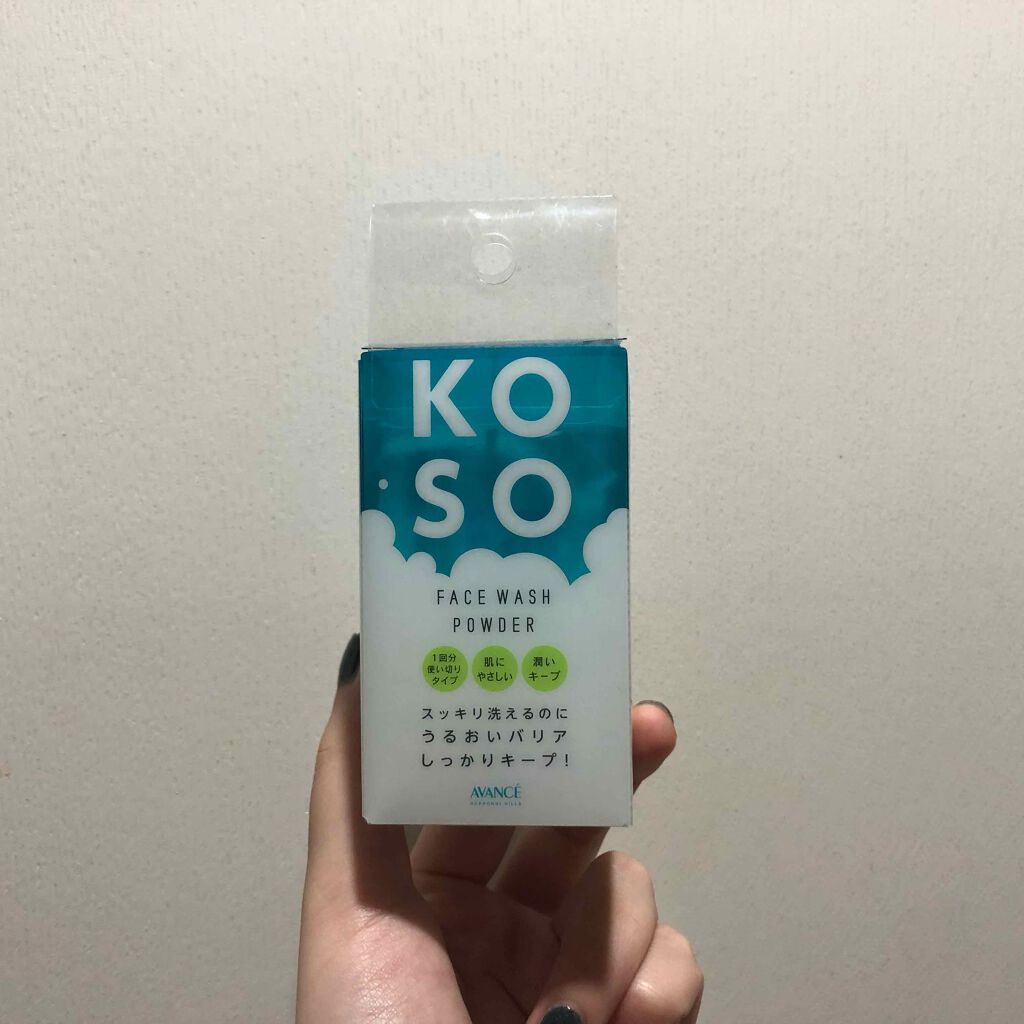 KO
SO
FACE WASH
POWDER
1回分
使い切り
タイプ
肌に
やさしい
潤い
キープ
スッキリ洗えるのに
うるおいバリア
しっかりキープ!
AVANCÉ
ROPPONGI HILLS